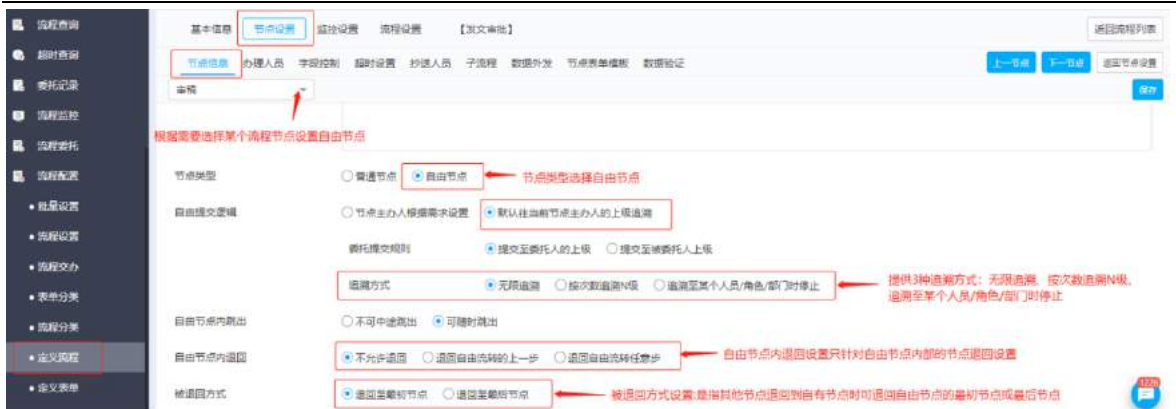 流程查询
超时查询
委托记录
流程监控
流程委托
流程配置
• 批量设置
• 流程设置
• 流程交办
• 表单分类
• 流程分类
• 定义流程
• 定义表单
基本信息 节点设置 监控设置 流程设置 【发文审批】 返回流程列表
节点信息 办理人员 字段控制 超时设置 抄送人员 子流程 数据外发 节点表单模板 数据验证 上一节点 下一节点 返回节点设置
审稿 保存
根据需要选择某个流程节点设置自由节点
节点类型 普通节点 自由节点 节点类型选择自由节点
自由提交逻辑 节点主办人根据需求设置 默认往当前节点主办人的上级追溯
委托提交规则 提交至委托人的上级 提交至被委托人上级
追溯方式 无限追溯 按次数追溯N级 追溯至某个人员/角色/部门时停止
提供3种追溯方式：无限追溯、按次数追溯N级、
追溯至某个人员/角色/部门时停止
自由节点内跳出 不可中途跳出 可随时跳出
自由节点内退回 不允许退回 退回自由流转的上一步 退回自由流转任意步 自由节点内退回设置只针对自由节点内部的节点退回设置
被退回方式 退回至最初节点 退回至最后节点 被退回方式设置:是指其他节点退回到自有节点时可退回自由节点的最初节点或最后节点
1226